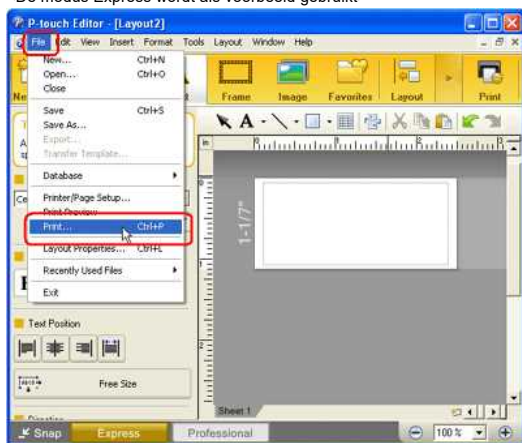 De modus Express wordt als voorbeeld gebruikt
P-touch Editor - [Layout2]
File Edit View Insert Format Tools Layout Window Help
New... Ctrl+N
Open... Ctrl+O
Close
Save Ctrl+S
Save As...
Export...
Transfer Template...
Database
Printer/Page Setup...
Print Preview
Print... Ctrl+P
Layout Properties... Ctrl+L
Recently Used Files
Exit
Frame Image Favorites Layout Print
A
1-1/7"
Text Position
Free Size
Direction
Sheet 1
Snap Express Professional 100 %